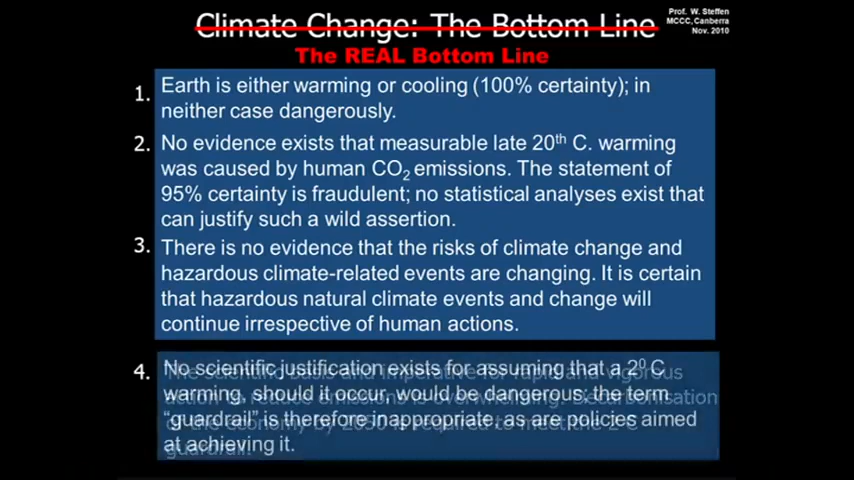 Climate Change: The Bottom Line
Prof. W. Steffen
MCCC, Canberra
Nov. 2010
The REAL Bottom Line
1. Earth is either warming or cooling (100% certainty); in
neither case dangerously.
2. No evidence exists that measurable late 20th C. warming
was caused by human CO2 emissions. The statement of
95% certainty is fraudulent; no statistical analyses exist that
can justify such a wild assertion.
3. There is no evidence that the risks of climate change and
hazardous climate-related events are changing. It is certain
that hazardous natural climate events and change will
continue irrespective of human actions.
4. No scientific justification exists for assuming that a 2⁰ C
warming, should it occur, would be dangerous; the term
“guardrail” is therefore inappropriate, as are policies aimed
at achieving it.